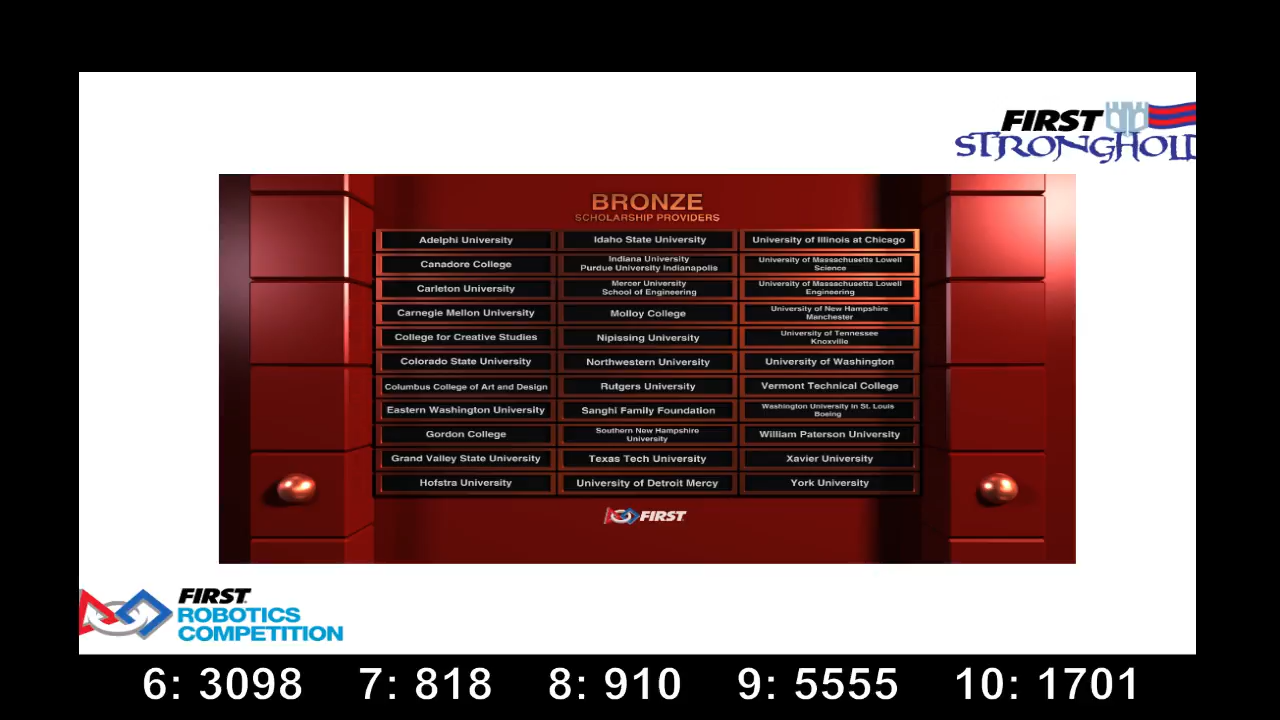 FIRST
STRONGHOLD
BRONZE
SCHOLARSHIP PROVIDERS
Adelphi University
Idaho State University
University of Illinois at Chicago
Canadore College
Indiana University
Purdue University Indianapolis
University of Massachusetts Lowell
Science
Carleton University
Mercer University
School of Engineering
University of Massachusetts Lowell
Engineering
Carnegie Mellon University
Molloy College
University of New Hampshire
Manchester
College for Creative Studies
Nipissing University
University of Tennessee
Knoxville
Colorado State University
Northwestern University
University of Washington
Columbus College of Art and Design
Rutgers University
Vermont Technical College
Eastern Washington University
Sanghi Family Foundation
Washington University in St. Louis
Boeing
Gordon College
Southern New Hampshire
University
William Paterson University
Grand Valley State University
Texas Tech University
Xavier University
Hofstra University
University of Detroit Mercy
York University
FIRST
FIRST
ROBOTICS
COMPETITION
6: 3098 7: 818 8: 910 9: 5555 10: 1701